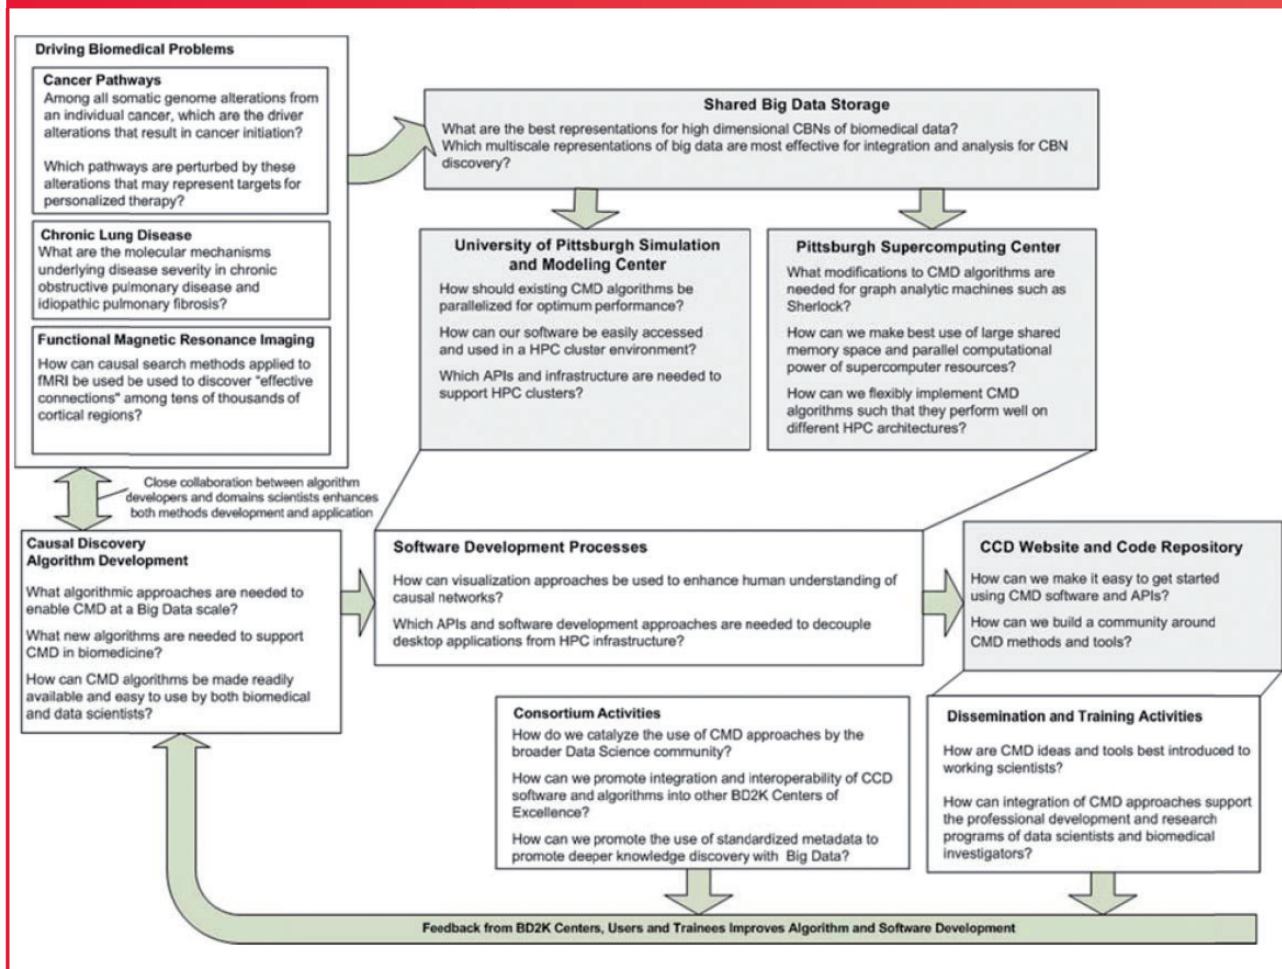 Driving Biomedical Problems
Cancer Pathways
Among all somatic genome alterations from
an individual cancer, which are the driver
alterations that result in cancer initiation?
Which pathways are perturbed by these
alterations that may represent targets for
personalized therapy?
Chronic Lung Disease
What are the molecular mechanisms
underlying disease severity in chronic
obstructive pulmonary disease and
idiopathic pulmonary fibrosis?
Functional Magnetic Resonance Imaging
How can causal search methods applied to
fMRI be used be used to discover "effective
connections" among tens of thousands of
cortical regions?
Shared Big Data Storage
What are the best representations for high dimensional CBNs of biomedical data?
Which multiscale representations of big data are most effective for integration and analysis for CBN
discovery?
University of Pittsburgh Simulation
and Modeling Center
How should existing CMD algorithms be
parallelized for optimum performance?
How can our software be easily accessed
and used in a HPC cluster environment?
Which APIs and infrastructure are needed to
support HPC clusters?
Pittsburgh Supercomputing Center
What modifications to CMD algorithms are
needed for graph analytic machines such as
Sherlock?
How can we make best use of large shared
memory space and parallel computational
power of supercomputer resources?
How can we flexibly implement CMD
algorithms such that they perform well on
different HPC architectures?
Close collaboration between algorithm
developers and domains scientists enhances
both methods development and application
Causal Discovery
Algorithm Development
What algorithmic approaches are needed to
enable CMD at a Big Data scale?
What new algorithms are needed to support
CMD in biomedicine?
How can CMD algorithms be made readily
available and easy to use by both biomedical
and data scientists?
Software Development Processes
How can visualization approaches be used to enhance human understanding of
causal networks?
Which APIs and software development approaches are needed to decouple
desktop applications from HPC infrastructure?
CCD Website and Code Repository
How can we make it easy to get started
using CMD software and APIs?
How can we build a community around
CMD methods and tools?
Consortium Activities
How do we catalyze the use of CMD approaches by the
broader Data Science community?
How can we promote integration and interoperability of CCD
software and algorithms into other BD2K Centers of
Excellence?
How can we promote the use of standardized metadata to
promote deeper knowledge discovery with Big Data?
Dissemination and Training Activities
How are CMD ideas and tools best introduced to
working scientists?
How can integration of CMD approaches support
the professional development and research
programs of data scientists and biomedical
investigators?
Feedback from BD2K Centers, Users and Trainees Improves Algorithm and Software Development